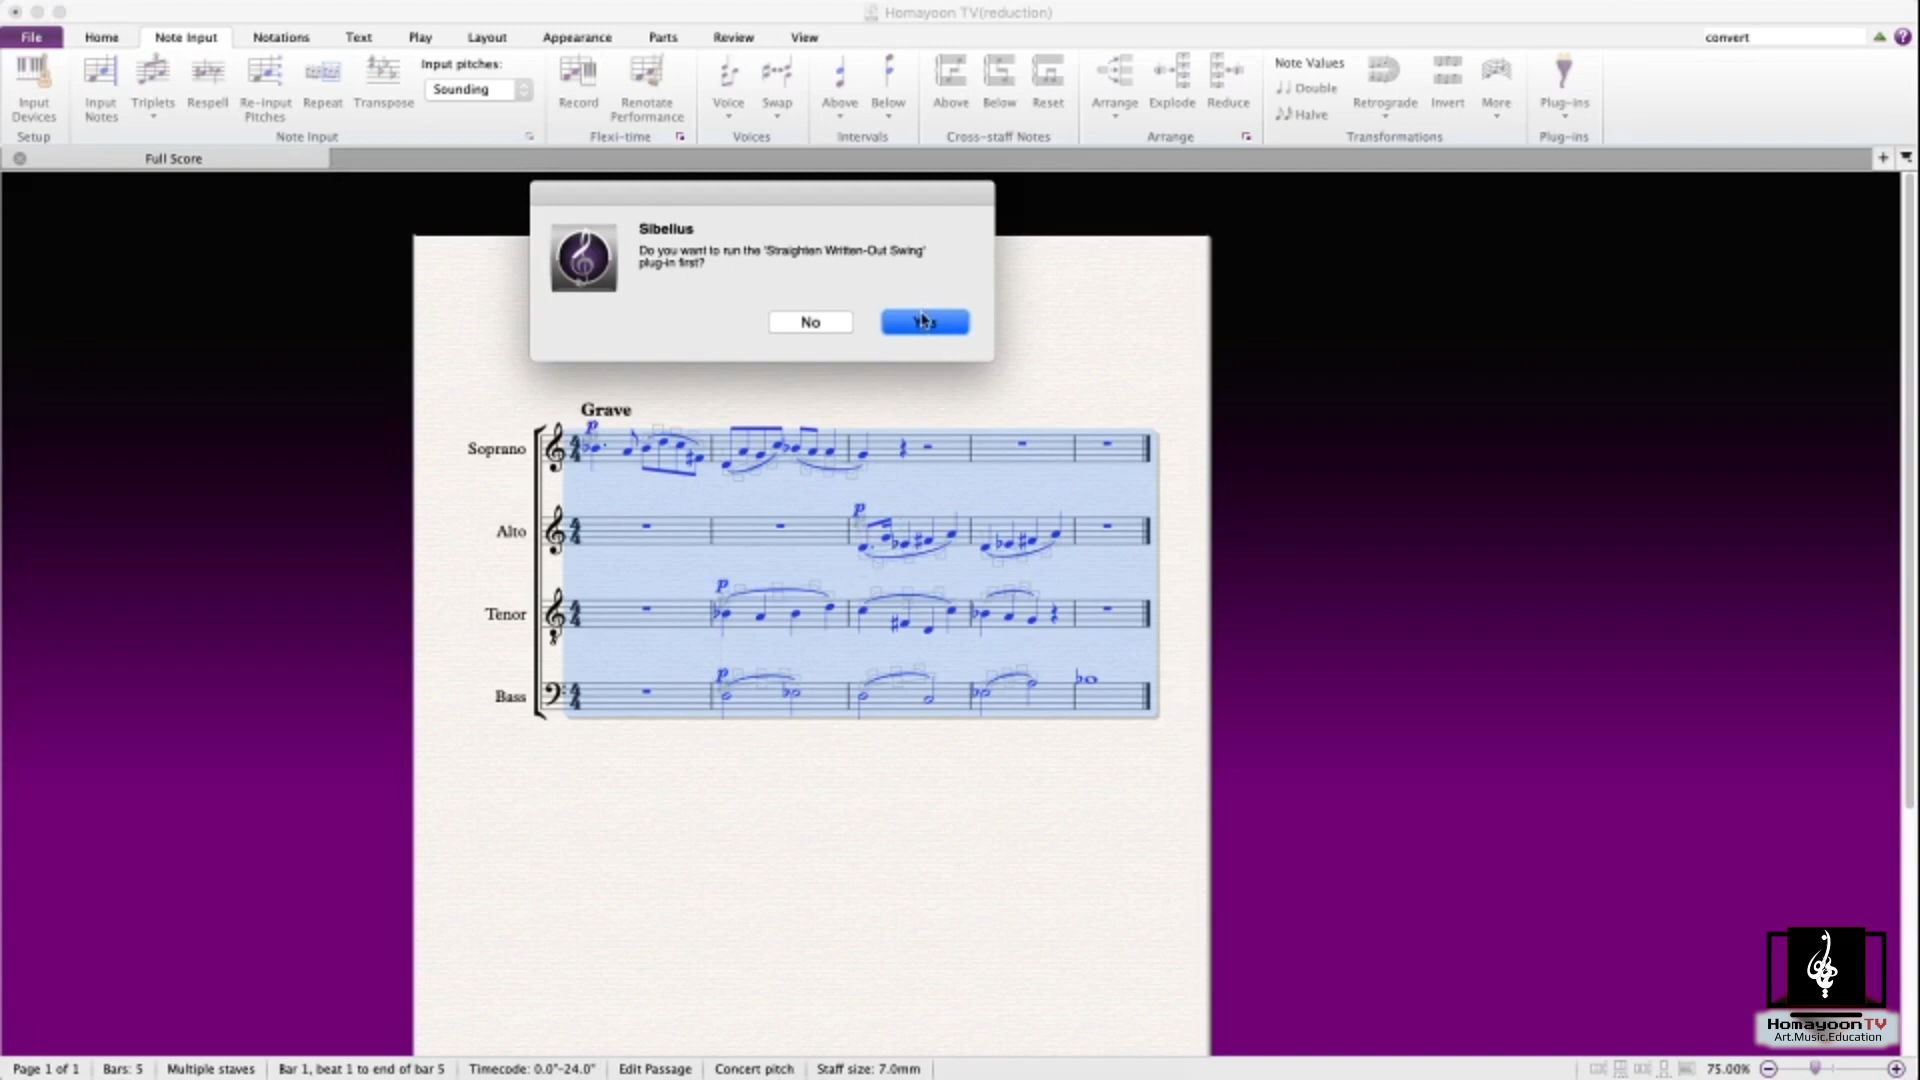 Homayoon TV(reduction)
File Home Note Input Notations Text Play Layout Appearance Parts Review View convert
Input Devices
Input Notes
Triplets
Respell
Re-Input Pitches
Repeat
Transpose
Input pitches:
Sounding
Record
Renotate Performance
Voice
Swap
Above
Below
Above
Below
Reset
Arrange
Explode
Reduce
Note Values
Double
Halve
Retrograde
Invert
More
Plug-ins
Setup Note Input Flexi-time Voices Intervals Cross-staff Notes Arrange Transformations Plug-ins
Full Score
Sibelius
Do you want to run the 'Straighten Written-Out Swing'
plug-in first?
No Yes
Grave
p
Soprano
p
Alto
p
Tenor
p
Bass
HomayoonTV
Art.Music.Education
Page 1 of 1 Bars: 5 Multiple staves Bar 1, beat 1 to end of bar 5 Timecode: 0.0"-24.0" Edit Passage Concert pitch Staff size: 7.0mm 75.00%